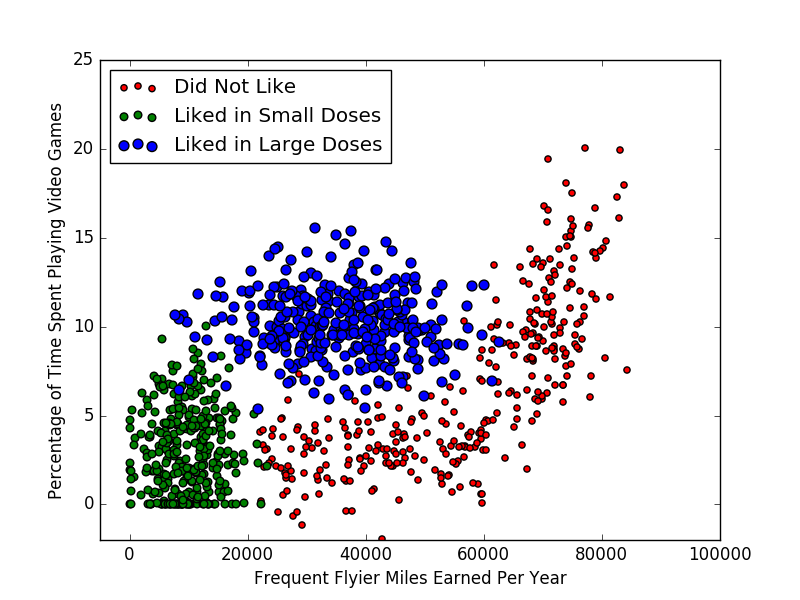 25
20
15
10
5
0
Percentage of Time Spent Playing Video Games
Did Not Like
Liked in Small Doses
Liked in Large Doses
0 20000 40000 60000 80000 100000
Frequent Flyier Miles Earned Per Year